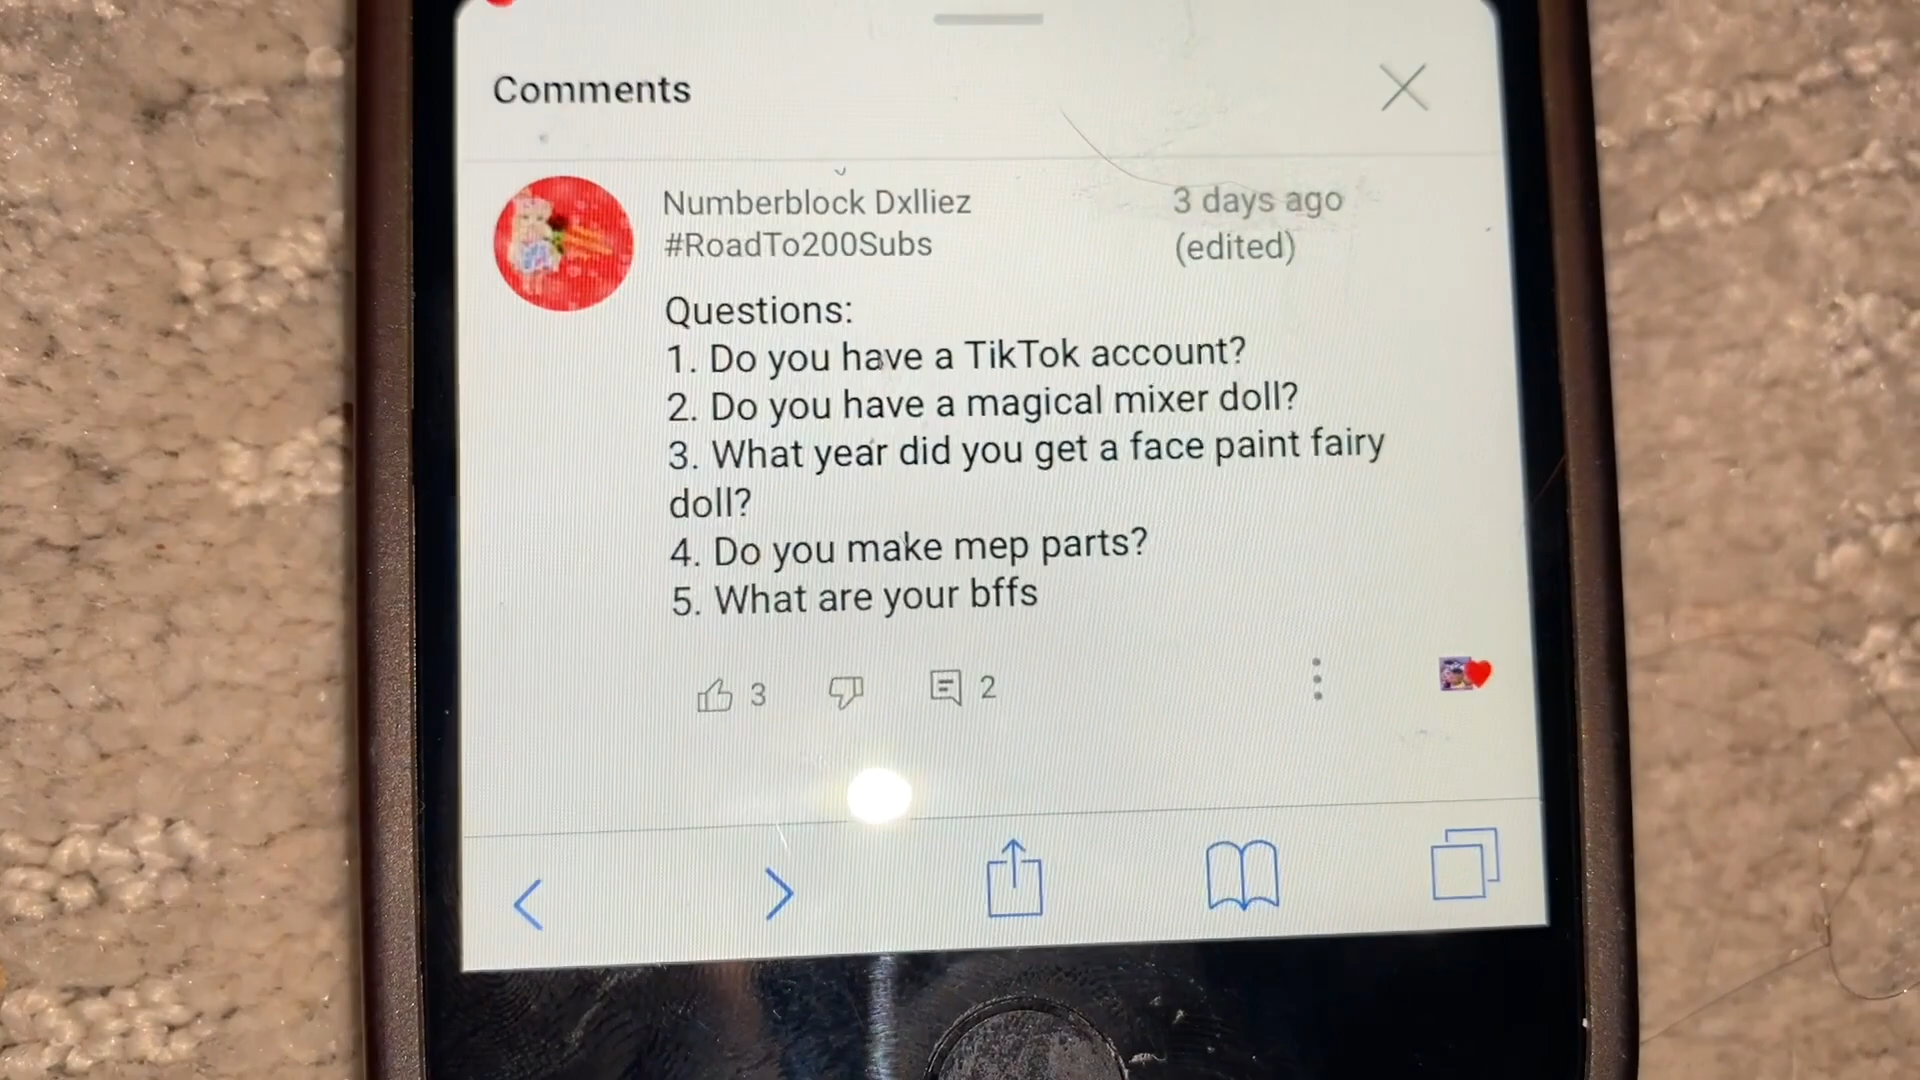 Comments
Numberblock Dxlliez
#RoadTo200Subs
3 days ago
(edited)
Questions:
1. Do you have a TikTok account?
2. Do you have a magical mixer doll?
3. What year did you get a face paint fairy
doll?
4. Do you make mep parts?
5. What are your bffs
3
2